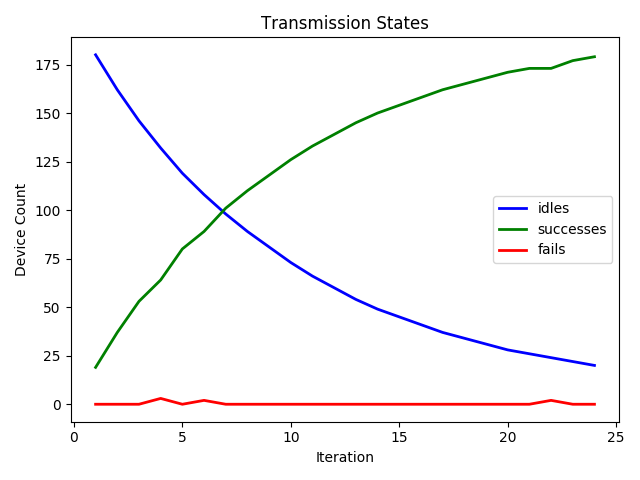 Transmission States
Device Count
175
150
125
100
75
50
25
0
idles
successes
fails
0 5 10 15 20 25
Iteration